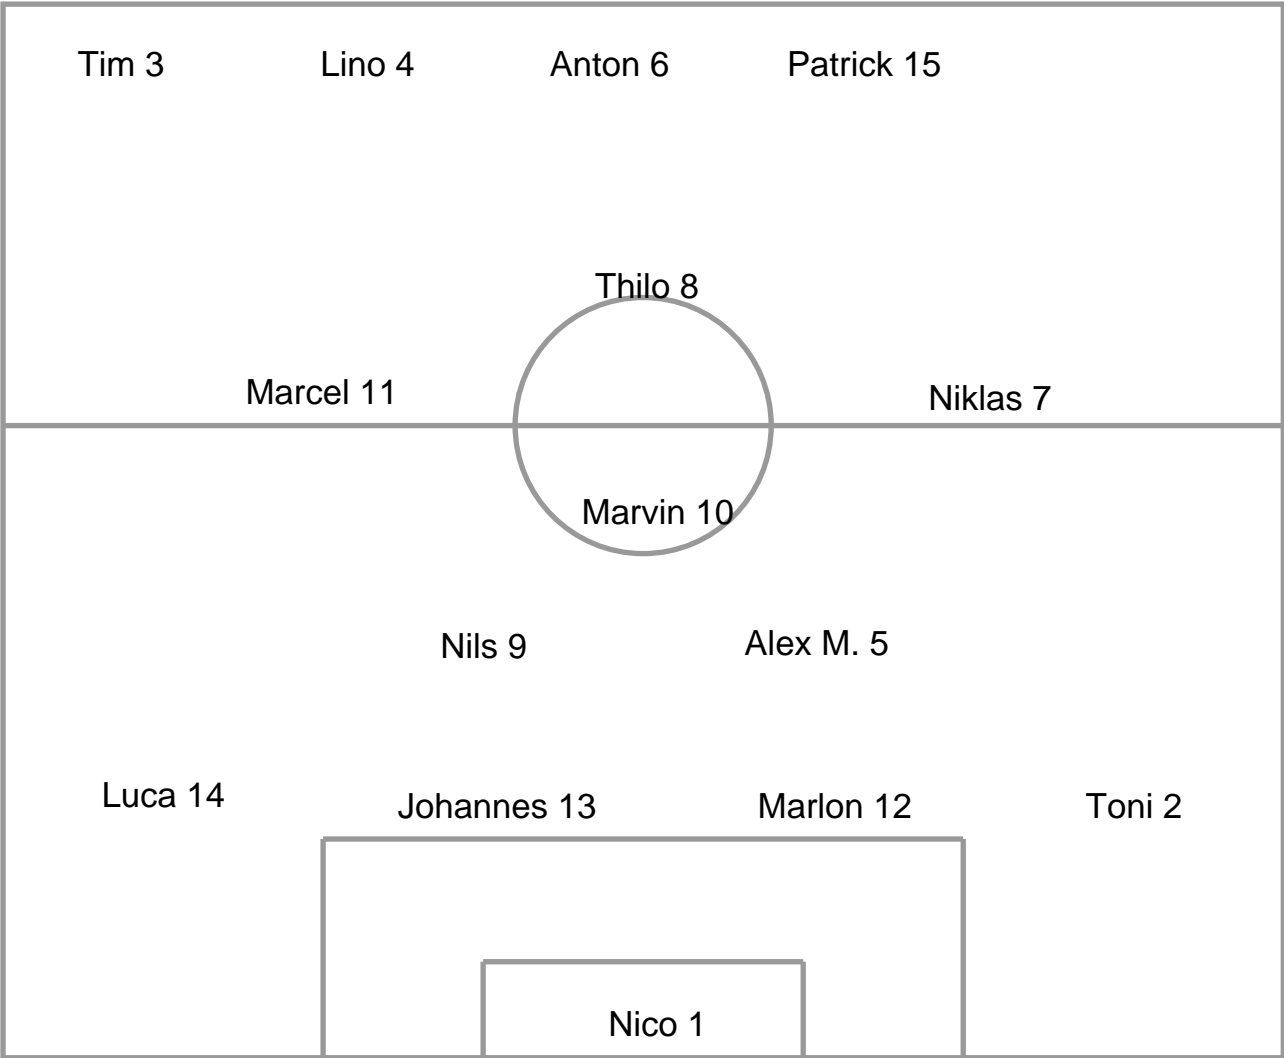 Tim 3 Lino 4 Anton 6 Patrick 15
Thilo 8
Marcel 11 Niklas 7
Marvin 10
Nils 9 Alex M. 5
Luca 14 Johannes 13 Marlon 12 Toni 2
Nico 1